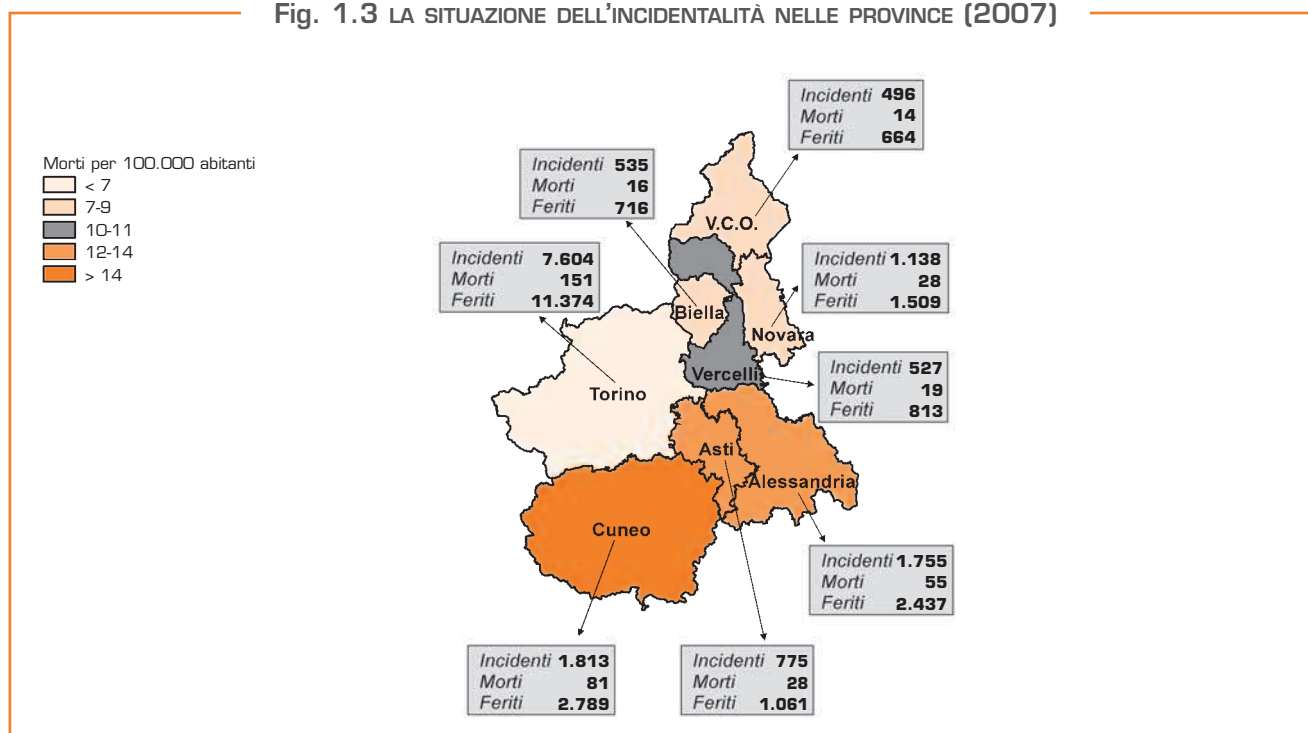 Fig. 1.3 LA SITUAZIONE DELL'INCIDENTALITÀ NELLE PROVINCE (2007)
Morti per 100.000 abitanti
< 7
7-9
10-11
12-14
> 14
Incidenti 496
Morti 14
Feriti 664
Incidenti 535
Morti 16
Feriti 716
V.C.O.
Incidenti 7.604
Morti 151
Feriti 11.374
Incidenti 1.138
Morti 28
Feriti 1.509
Biella
Novara
Vercelli
Incidenti 527
Morti 19
Feriti 813
Torino
Asti
Alessandria
Cuneo
Incidenti 1.755
Morti 55
Feriti 2.437
Incidenti 1.813
Morti 81
Feriti 2.789
Incidenti 775
Morti 28
Feriti 1.061